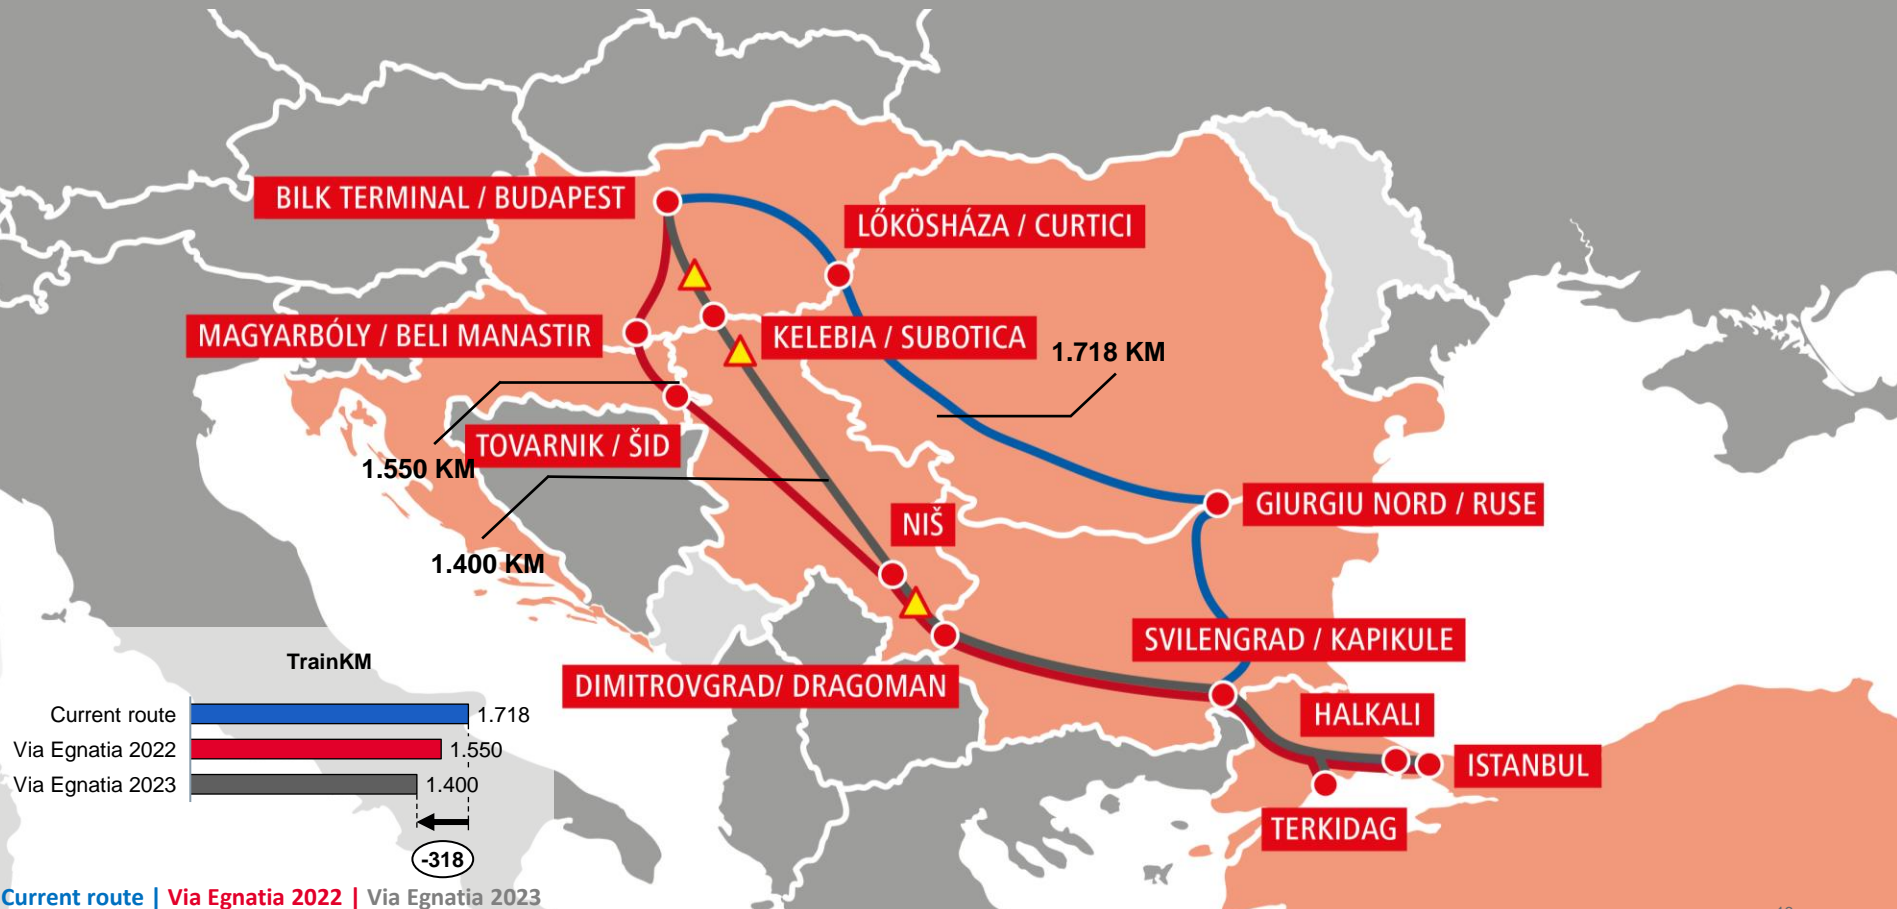 BILK TERMINAL / BUDAPEST
LŐKÖSHÁZA / CURTICI
MAGYARBÓLY / BELI MANASTIR
KELEBIA / SUBOTICA
1.718 KM
TOVARNIK / ŠID
1.550 KM
1.400 KM
NIŠ
GIURGIU NORD / RUSE
SVILENGRAD / KAPIKULE
DIMITROVGRAD/ DRAGOMAN
HALKALI
ISTANBUL
TERKIDAG
TrainKM
Current route 1.718
Via Egnatia 2022 1.550
Via Egnatia 2023 1.400
-318
Current route | Via Egnatia 2022 | Via Egnatia 2023